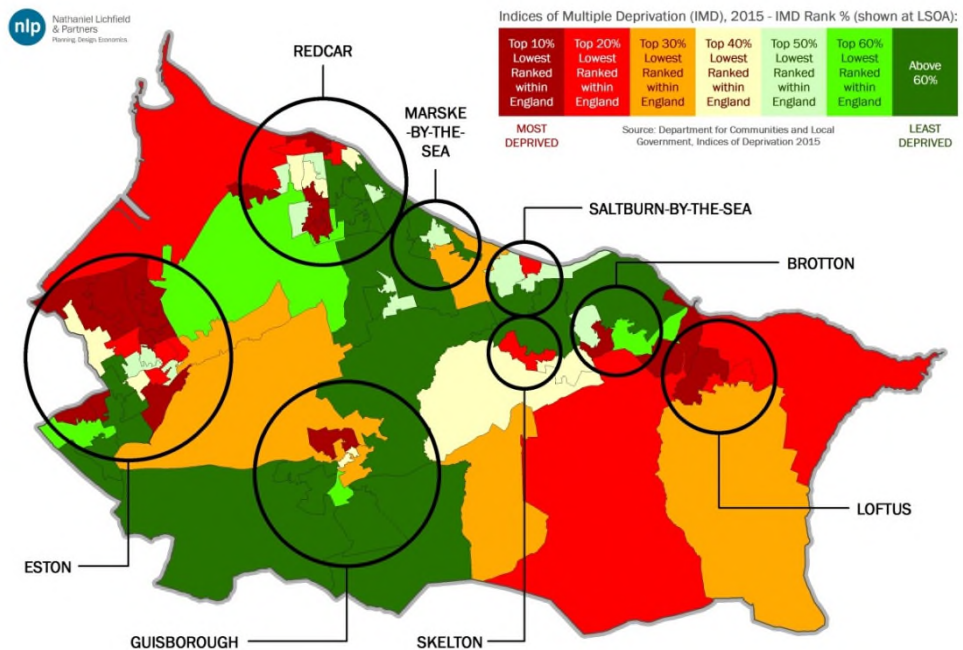 nlp
Nathaniel Lichfield
& Partners
Planning. Design. Economics.
Indices of Multiple Deprivation (IMD), 2015 - IMD Rank % (shown at LSOA):
Top 10%
Lowest
Ranked
within
England
Top 20%
Lowest
Ranked
within
England
Top 30%
Lowest
Ranked
within
England
Top 40%
Lowest
Ranked
within
England
Top 50%
Lowest
Ranked
within
England
Top 60%
Lowest
Ranked
within
England
Above
60%
MOST
DEPRIVED
Source: Department for Communities and Local
Government, Indices of Deprivation 2015
LEAST
DEPRIVED
REDCAR
MARSKE
-BY-THE-
SEA
SALTBURN-BY-THE-SEA
BROTTON
LOFTUS
ESTON
GUISBOROUGH
SKELTON